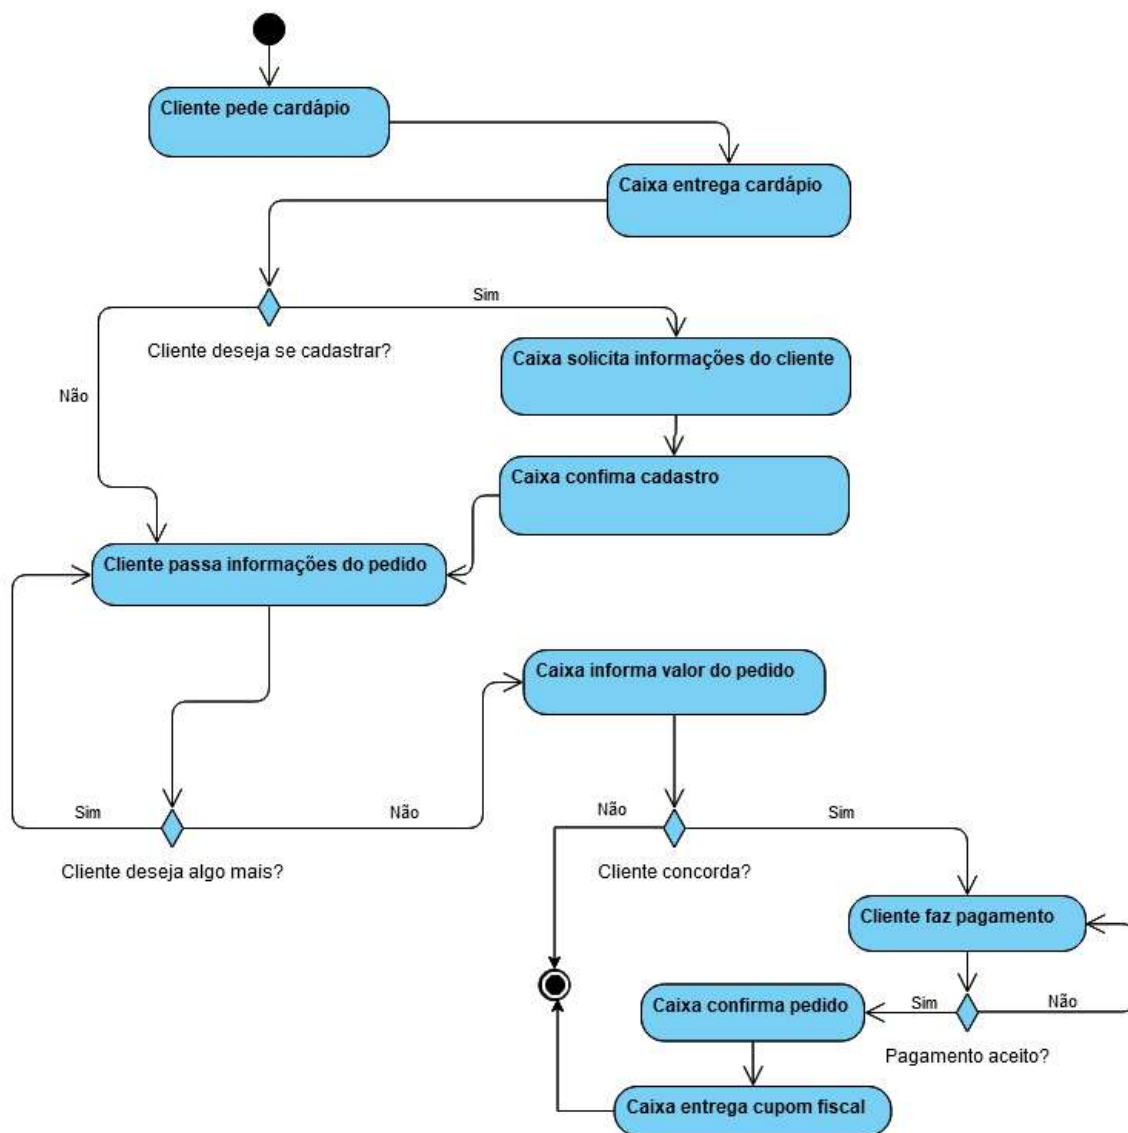 Cliente pede cardápio
Caixa entrega cardápio
Sim
Cliente deseja se cadastrar?
Caixa solicita informações do cliente
Não
Caixa confima cadastro
Cliente passa informações do pedido
Caixa informa valor do pedido
Sim
Não
Não
Sim
Cliente deseja algo mais?
Cliente concorda?
Cliente faz pagamento
Caixa confirma pedido
Sim
Não
Pagamento aceito?
Caixa entrega cupom fiscal